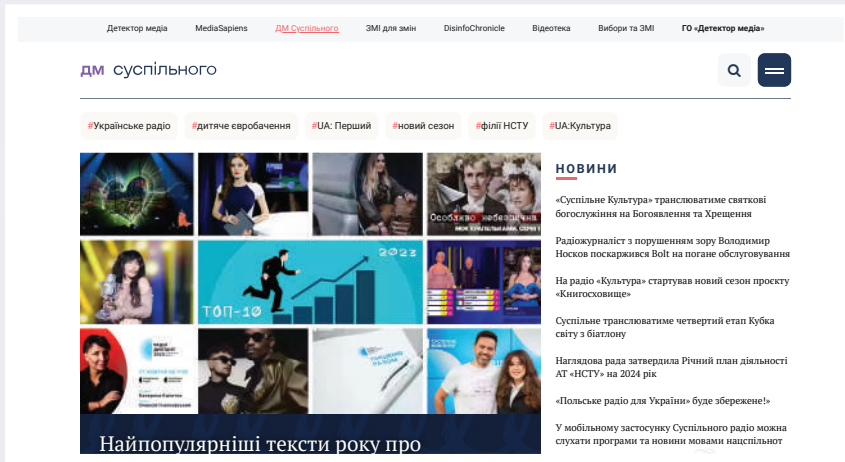 Детектор медіа MediaSapiens ДМ Суспільного ЗМІ для змін DisinfoChronicle Відеотека Вибори та ЗМІ ГО «Детектор медіа»
ДМ СУСПІЛЬНОГО
#Українське радіо #дитяче євробачення #UA: Перший #новий сезон #філії НСТУ #UA:Культура
Особливо небезпечна
2023
ТОП-10
Найпопулярніші тексти року про
НОВИНИ
«Суспільне Культура» транслюватиме святкові
богослужіння на Богоявлення та Хрещення
Радіожурналіст з порушенням зору Володимир
Носков поскаржився Bolt на погане обслуговування
На радіо «Культура» стартував новий сезон проєкту
«Книгосховище»
Суспільне транслюватиме четвертий етап Кубка
світу з біатлону
Наглядова рада затвердила Річний план діяльності
АТ «НСТУ» на 2024 рік
«Польське радіо для України» буде збережене!»
У мобільному застосунку Суспільного радіо можна
слухати програми та новини мовами нацспільнот